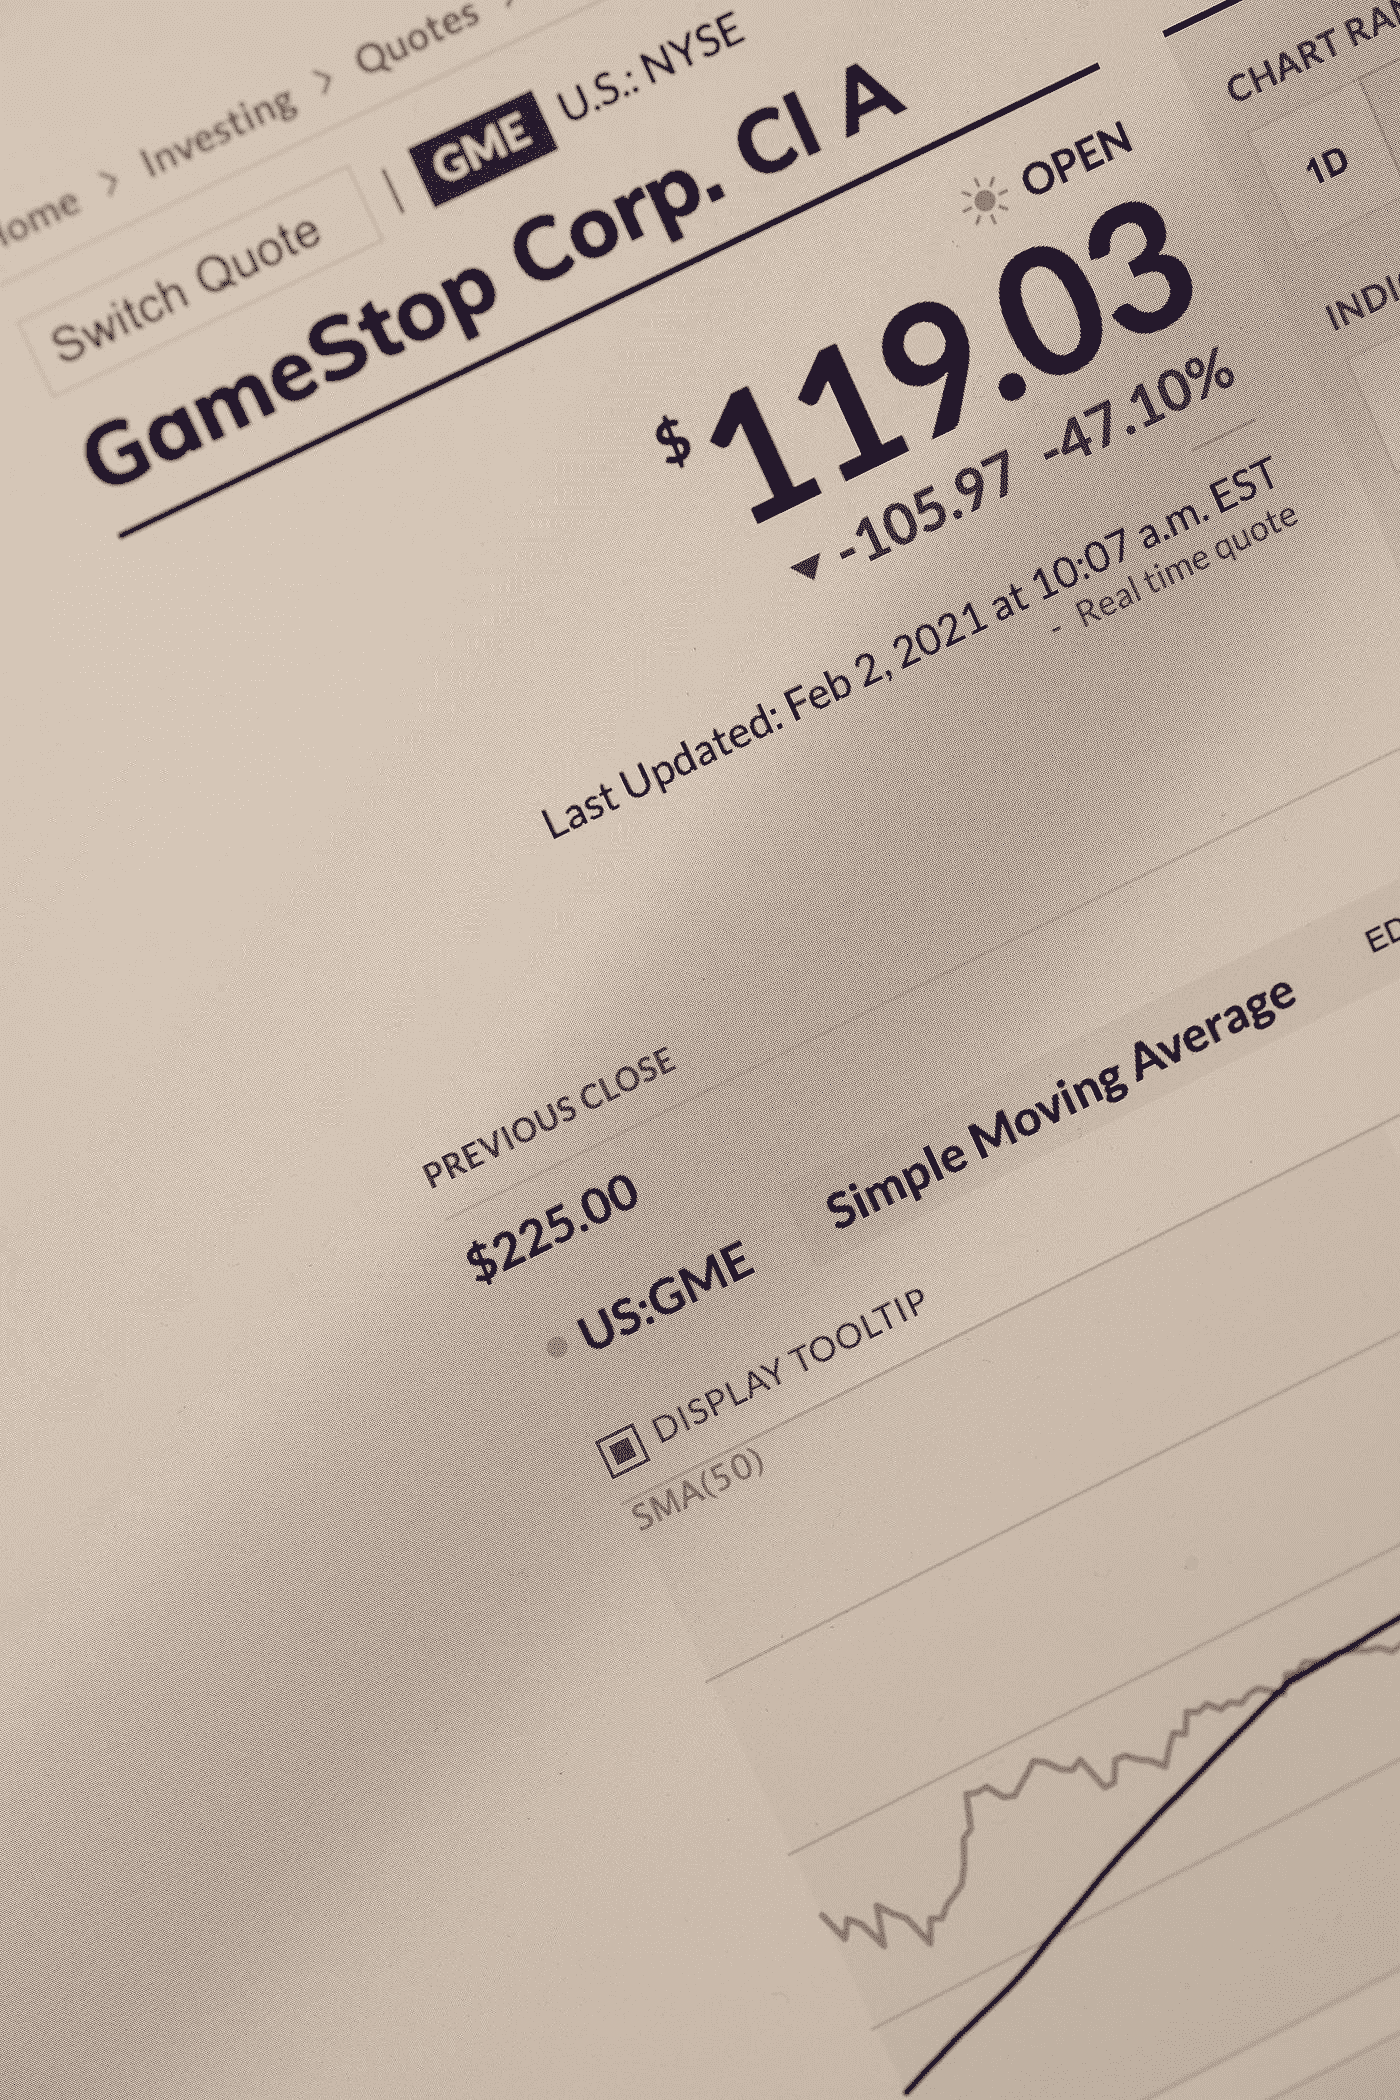 Investing > Quotes >
Switch Quote | GME U.S.: NYSE
GameStop Corp. Cl A
OPEN
$119.03
-105.97 -47.10%
Last Updated: Feb 2, 2021 at 10:07 a.m. EST
- Real time quote
CHART
1D
PREVIOUS CLOSE
$225.00
US:GME
Simple Moving Average
DISPLAY TOOLTIP
SMA(50)